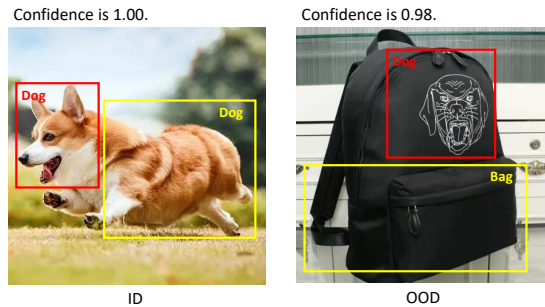 Confidence is 1.00.
Confidence is 0.98.
Dog
Dog
Dog
Bag
ID
OOD